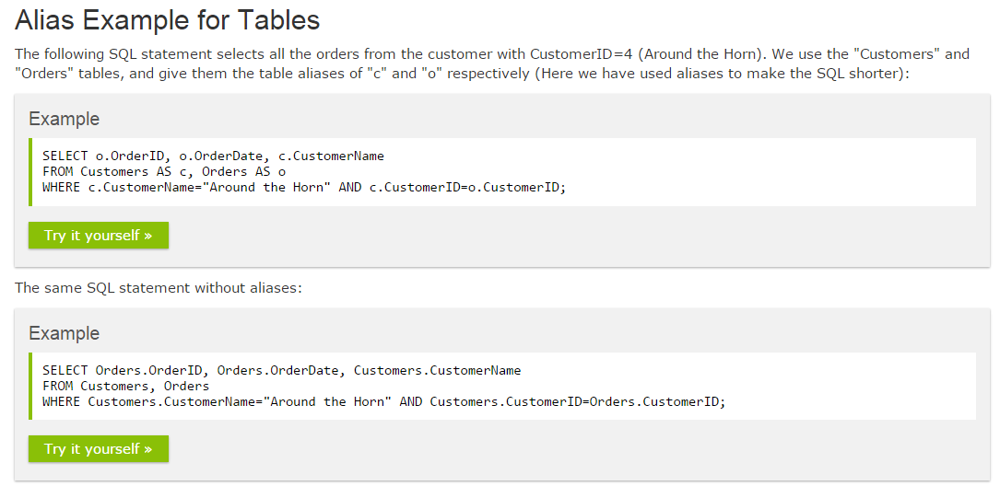 Alias Example for Tables
The following SQL statement selects all the orders from the customer with CustomerID=4 (Around the Horn). We use the "Customers" and
"Orders" tables, and give them the table aliases of "c" and "o" respectively (Here we have used aliases to make the SQL shorter):
Example
SELECT o.OrderID, o.OrderDate, c.CustomerName
FROM Customers AS c, Orders AS o
WHERE c.CustomerName="Around the Horn" AND c.CustomerID=o.CustomerID;
Try it yourself »
The same SQL statement without aliases:
Example
SELECT Orders.OrderID, Orders.OrderDate, Customers.CustomerName
FROM Customers, Orders
WHERE Customers.CustomerName="Around the Horn" AND Customers.CustomerID=Orders.CustomerID;
Try it yourself »